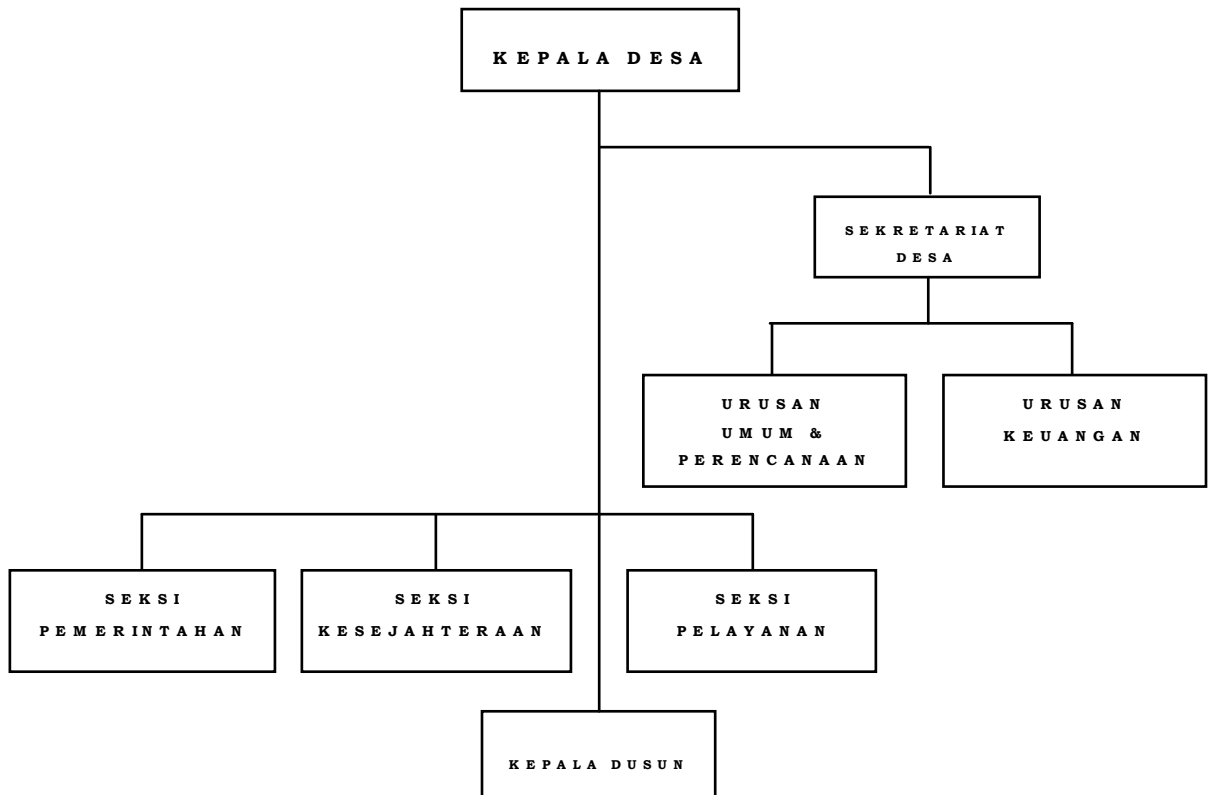 KEPALA DESA
SEKRETARIAT
DESA
URUSAN
UMUM &
PERENCANAAN
URUSAN
KEUANGAN
SEKSI
PEMERINTAHAN
SEKSI
KESEJAHTERAAN
SEKSI
PELAYANAN
KEPALA DUSUN